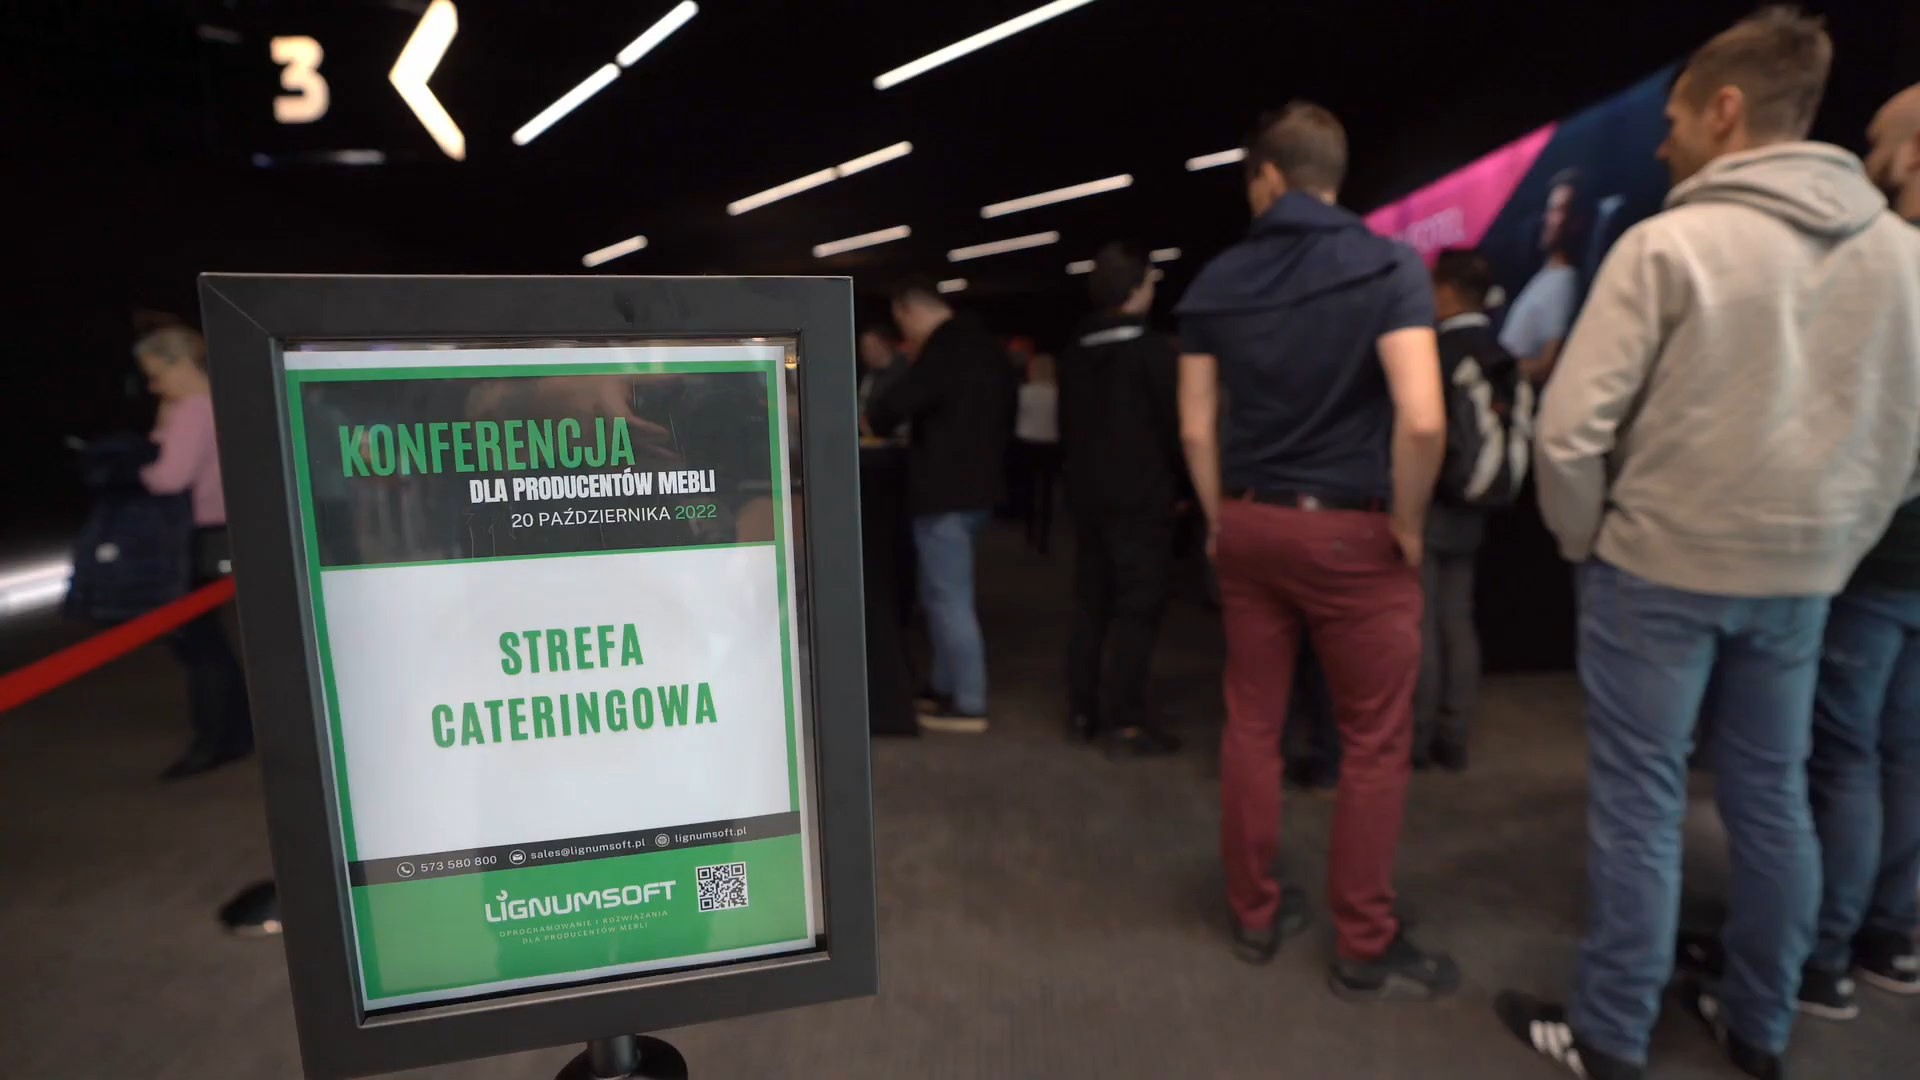 3
KONFERENCJA
DLA PRODUCENTÓW MEBLI
20 PAŹDZIERNIKA 2022
STREFA
CATERINGOWA
573 580 800 sales@lignumsoft.pl lignumsoft.pl
LIGNUMSOFT
OPROGRAMOWANIE I ROZWIĄZANIA
DLA PRODUCENTÓW MEBLI